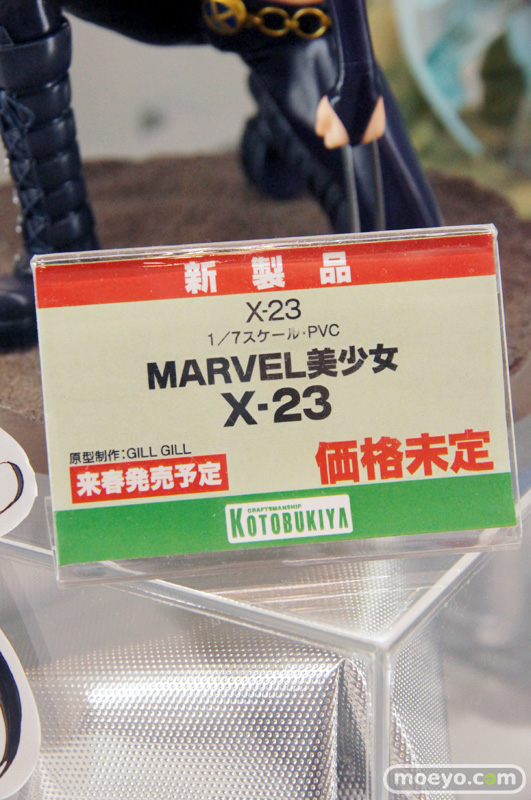 新製品
X-23
1/7スケール・PVC
MARVEL美少女
X-23
原型制作:GILL GILL
来春発売予定
価格未定
CRAFTSMANSHIP
KOTOBUKIYA
moeyo.com